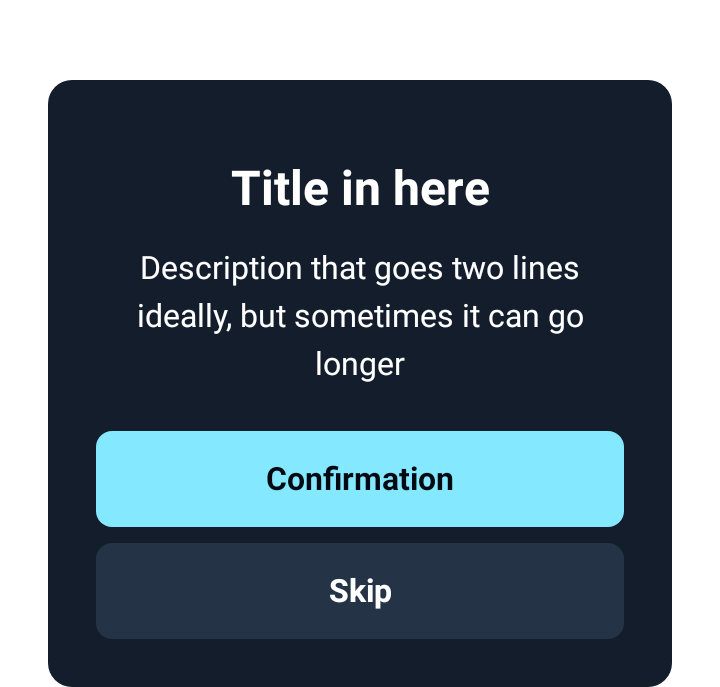 Title in here
Description that goes two lines
ideally, but sometimes it can go
longer
Confirmation
Skip